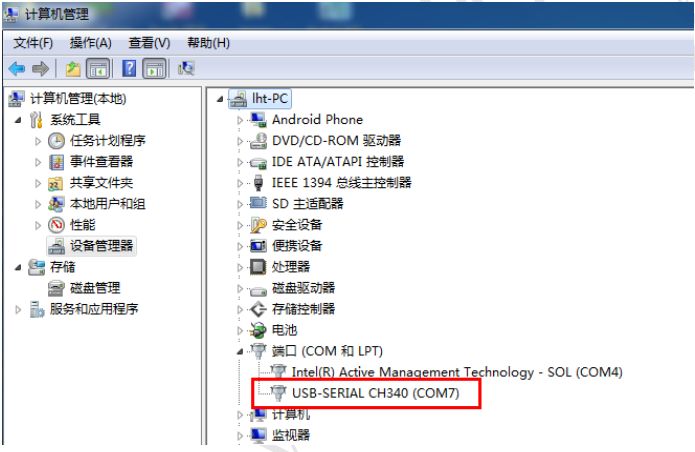 计算机管理
文件(F) 操作(A) 查看(V) 帮助(H)
计算机管理(本地)
系统工具
任务计划程序
事件查看器
共享文件夹
本地用户和组
性能
设备管理器
存储
磁盘管理
服务和应用程序
lht-PC
Android Phone
DVD/CD-ROM 驱动器
IDE ATA/ATAPI 控制器
IEEE 1394 总线主控制器
SD 主适配器
安全设备
便携设备
处理器
磁盘驱动器
存储控制器
电池
端口 (COM 和 LPT)
Intel(R) Active Management Technology - SOL (COM4)
USB-SERIAL CH340 (COM7)
计算机
监视器